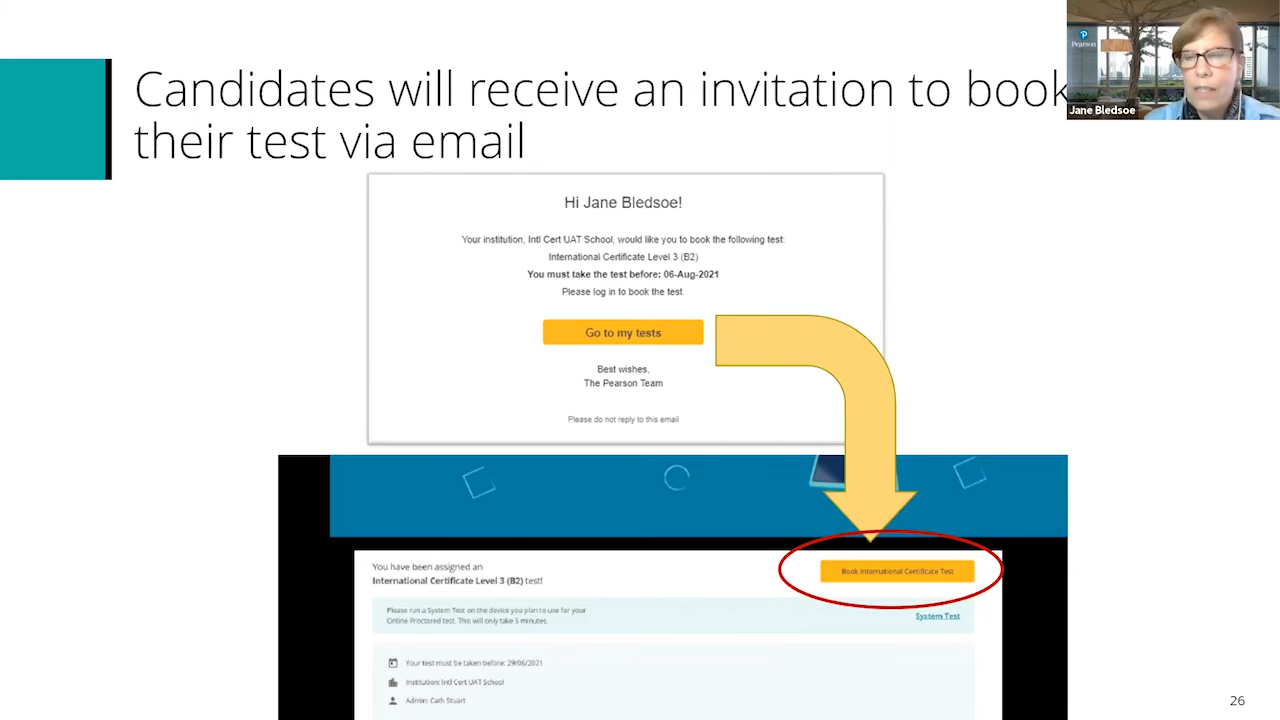 Candidates will receive an invitation to book
their test via email
Pearson
Jane Bledsoe
Hi Jane Bledsoe!
Your institution, Intl Cert UAT School, would like you to book the following test:
International Certificate Level 3 (B2)
You must take the test before: 06-Aug-2021
Please log in to book the test.
Go to my tests
Best wishes,
The Pearson Team
Please do not reply to this email
You have been assigned an
International Certificate Level 3 (B2) test!
Book International Certificate Test
Please run a System Test on the device you plan to use for your
Online Proctored test. This will only take 5 minutes.
System Test
Your test must be taken before: 29/06/2021
Institution: Intl Cert UAT School
Admin: Cath Stuart
26